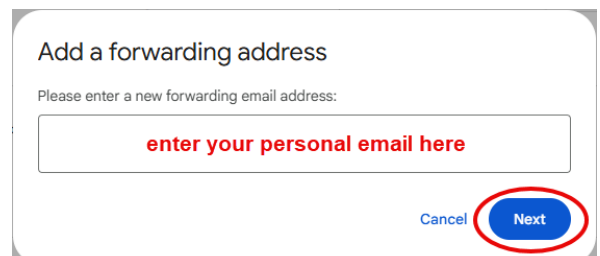 Add a forwarding address
Please enter a new forwarding email address:
enter your personal email here
Cancel Next